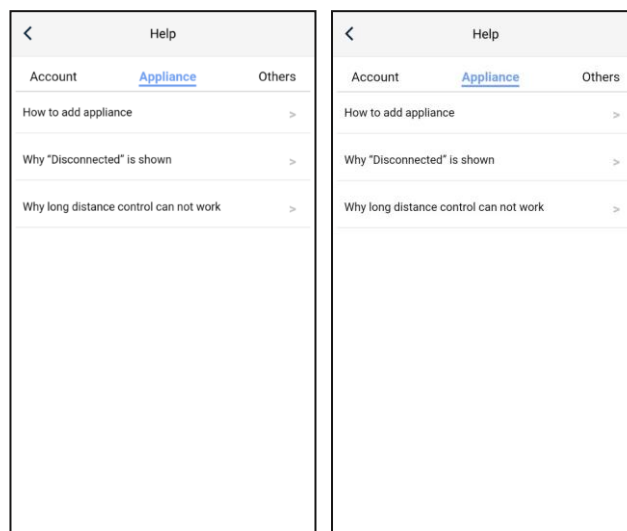 Help
Account Appliance Others
How to add appliance >
Why “Disconnected” is shown >
Why long distance control can not work >
Help
Account Appliance Others
How to add appliance >
Why “Disconnected” is shown >
Why long distance control can not work >